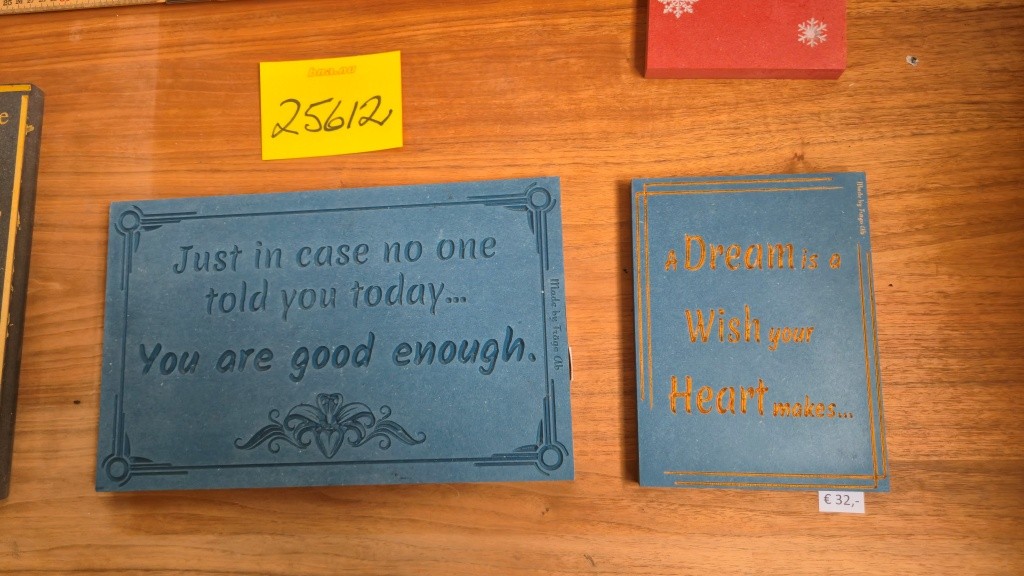 25612
Just in case no one
told you today...
You are good enough.
A Dream is a
Wish your
Heart makes...
€ 32,-